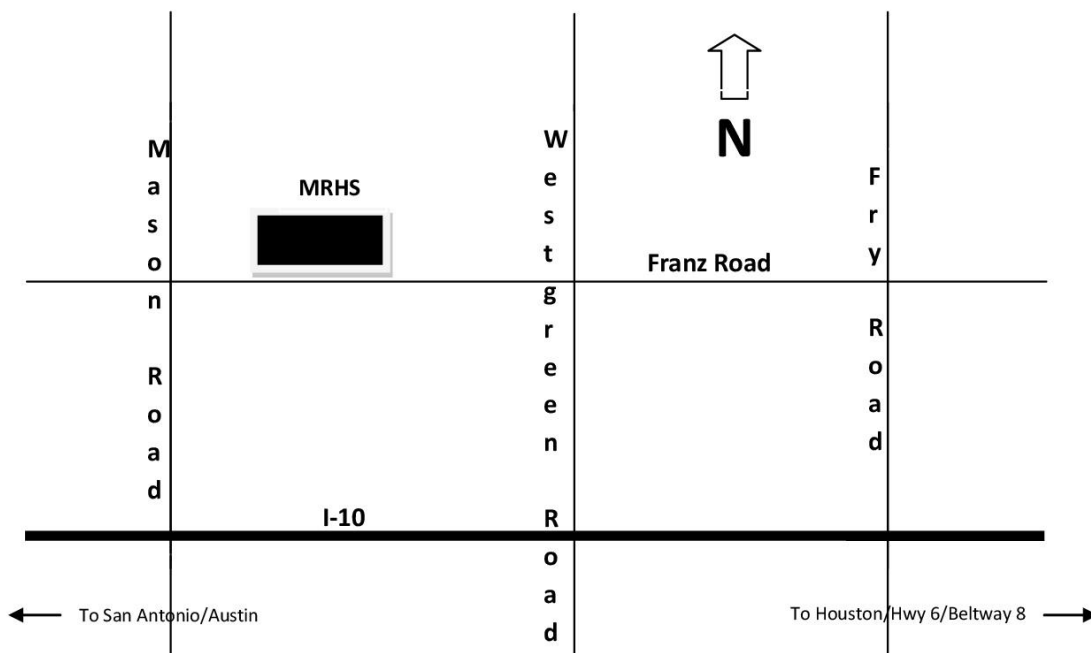 Mason Road
Westgreen Road
N
Fry Road
MRHS
Franz Road
I-10
To San Antonio/Austin
To Houston/Hwy 6/Beltway 8